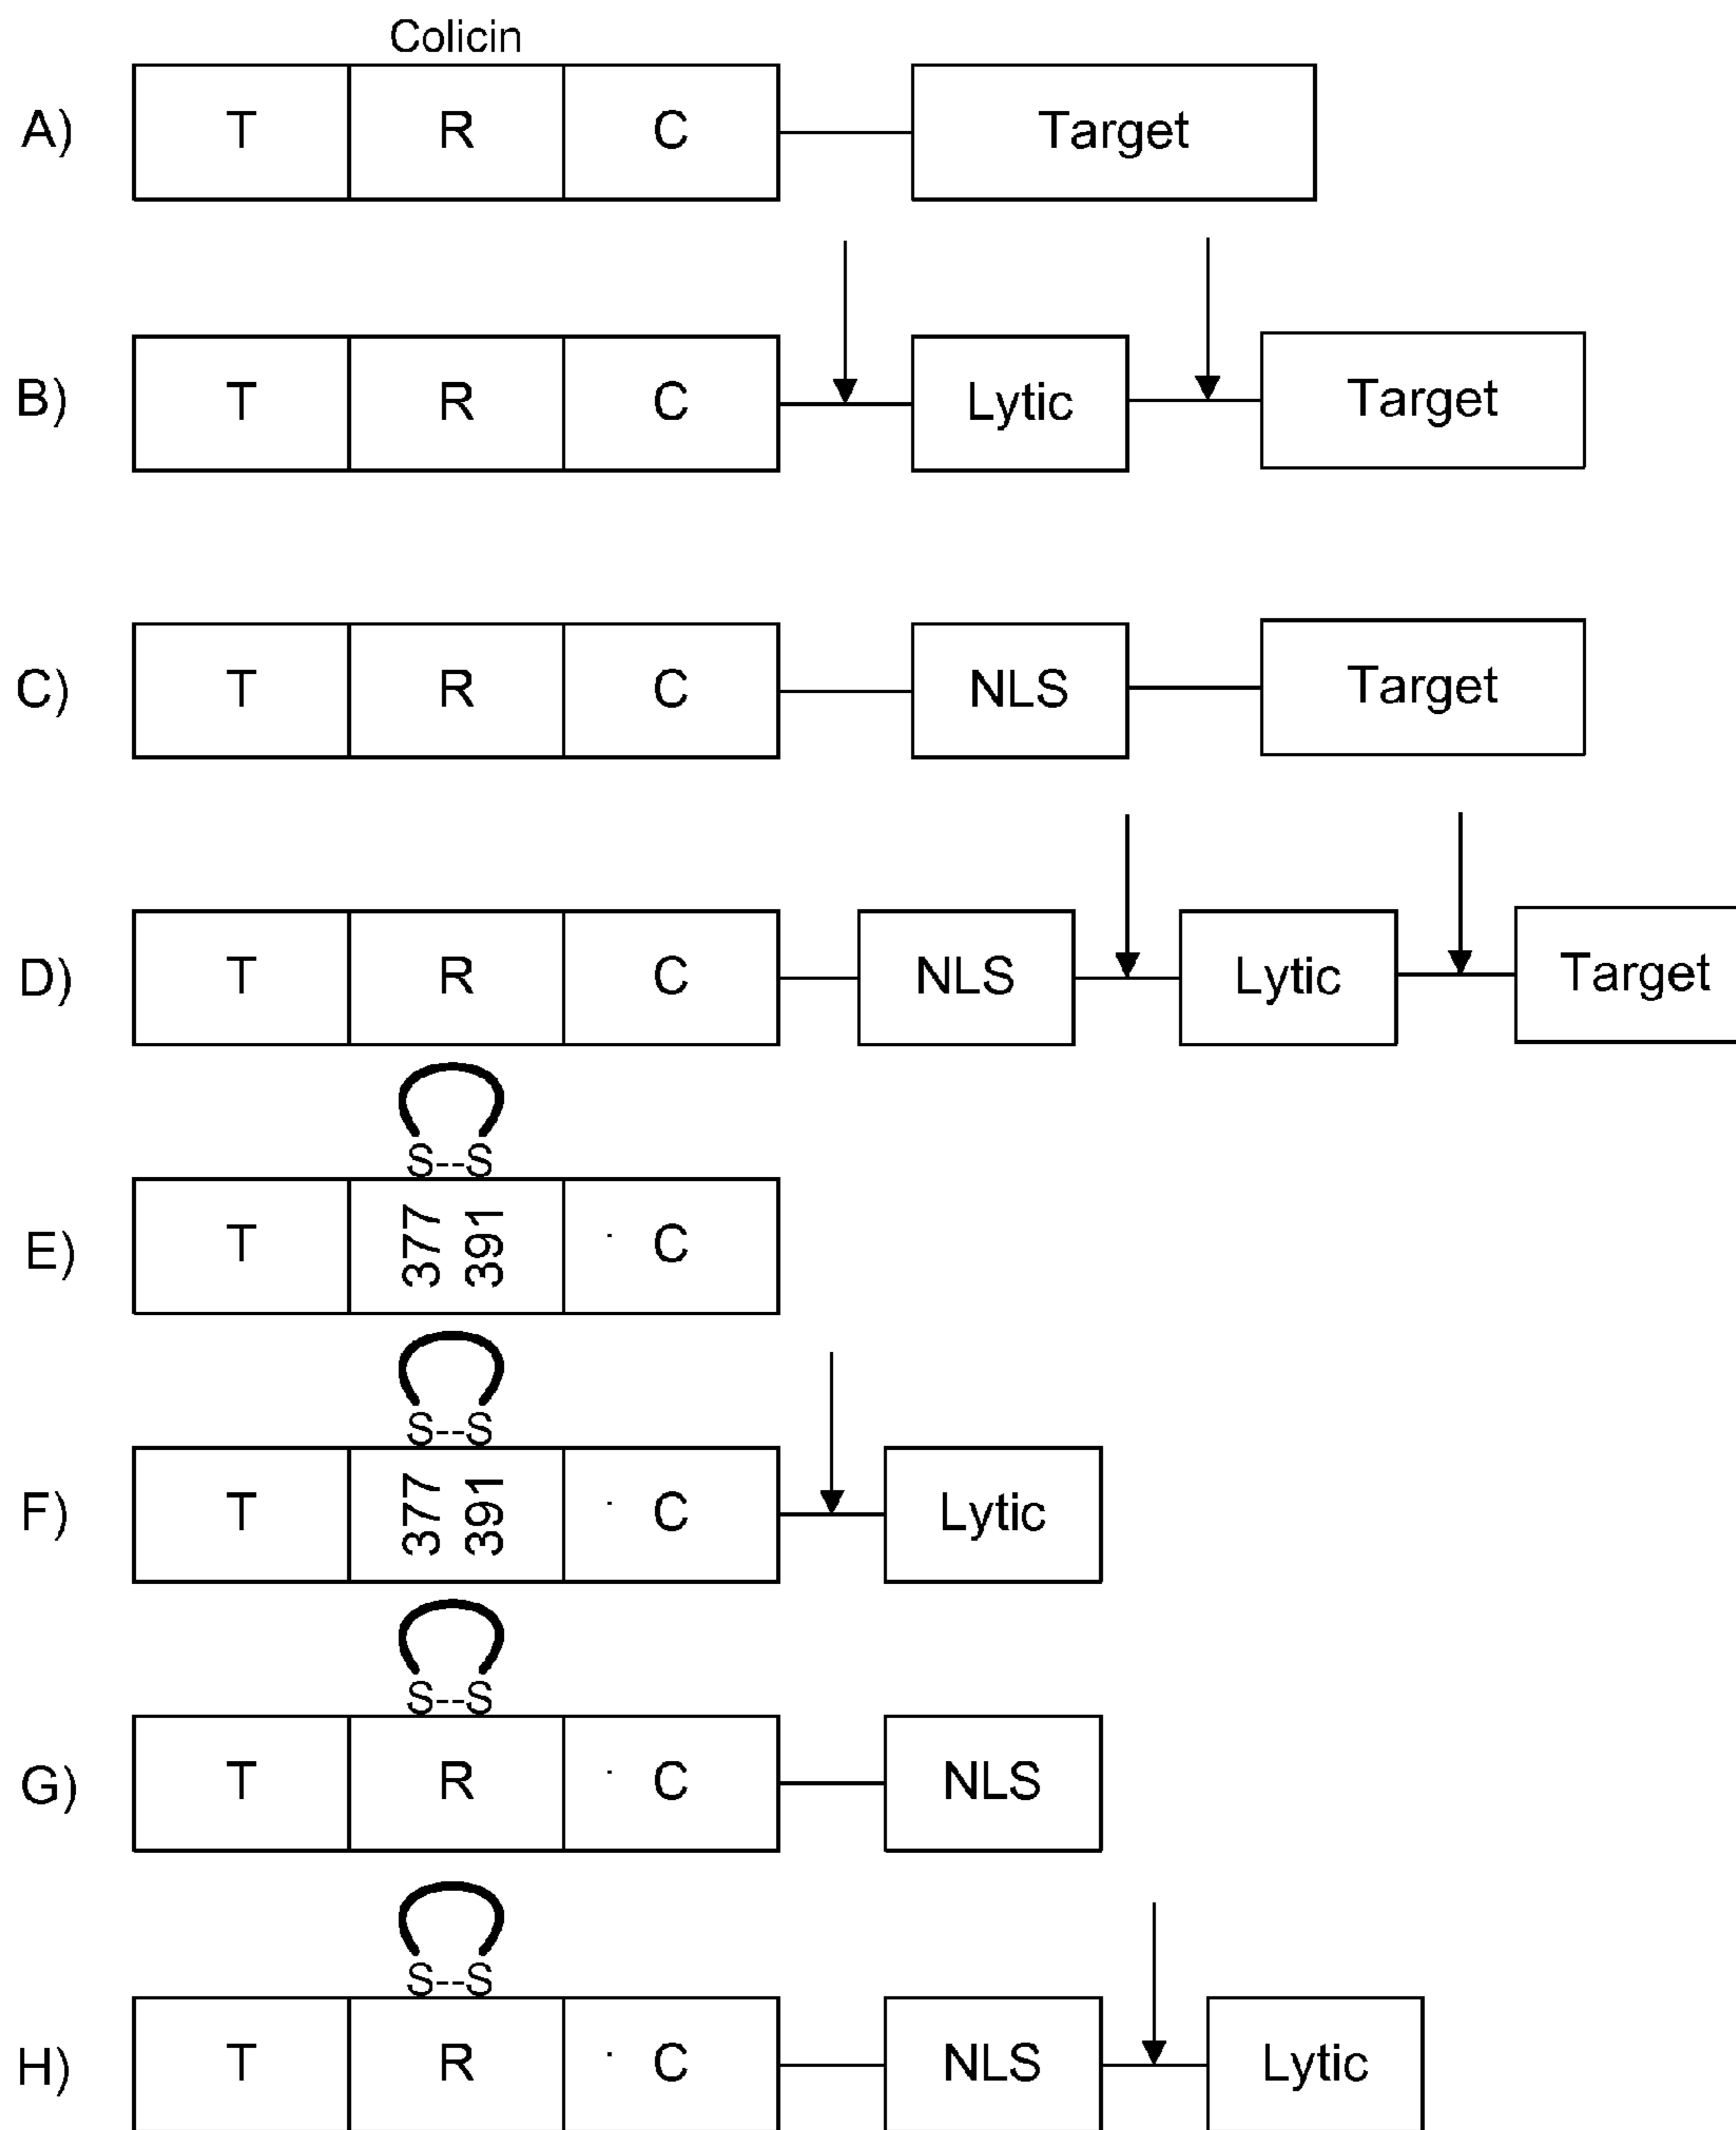 Colicin
A) T R C Target
B) T R C Lytic Target
C) T R C NLS Target
D) T R C NLS Lytic Target
S--S
E) T 377 391 C
S--S
F) T 377 391 C Lytic
S--S
G) T R C NLS
S--S
H) T R C NLS Lytic